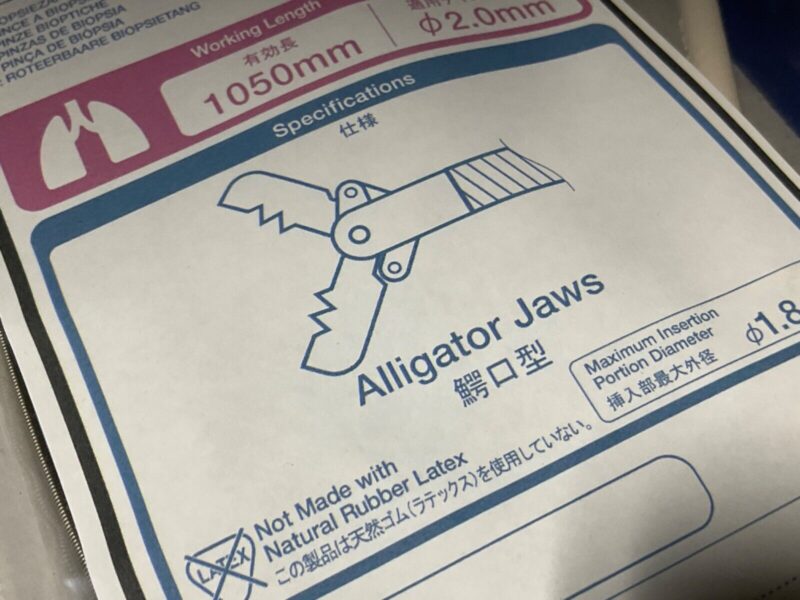 PINCE À BIOPSI
PINZE BIOPTICHE
PINZAS DE BIOPSIA
PINÇA DE BIOPSIA
ROTEERBAARE BIOPSIETANG
Working Length
有効長
1050mm
φ2.0mm
Specifications
仕様
Alligator Jaws
鰐口型
Maximum Insertion
Portion Diameter
挿入部最大外径
φ1.8
LATEX
Not Made with
Natural Rubber Latex
この製品は天然ゴム(ラテックス)を使用していない。